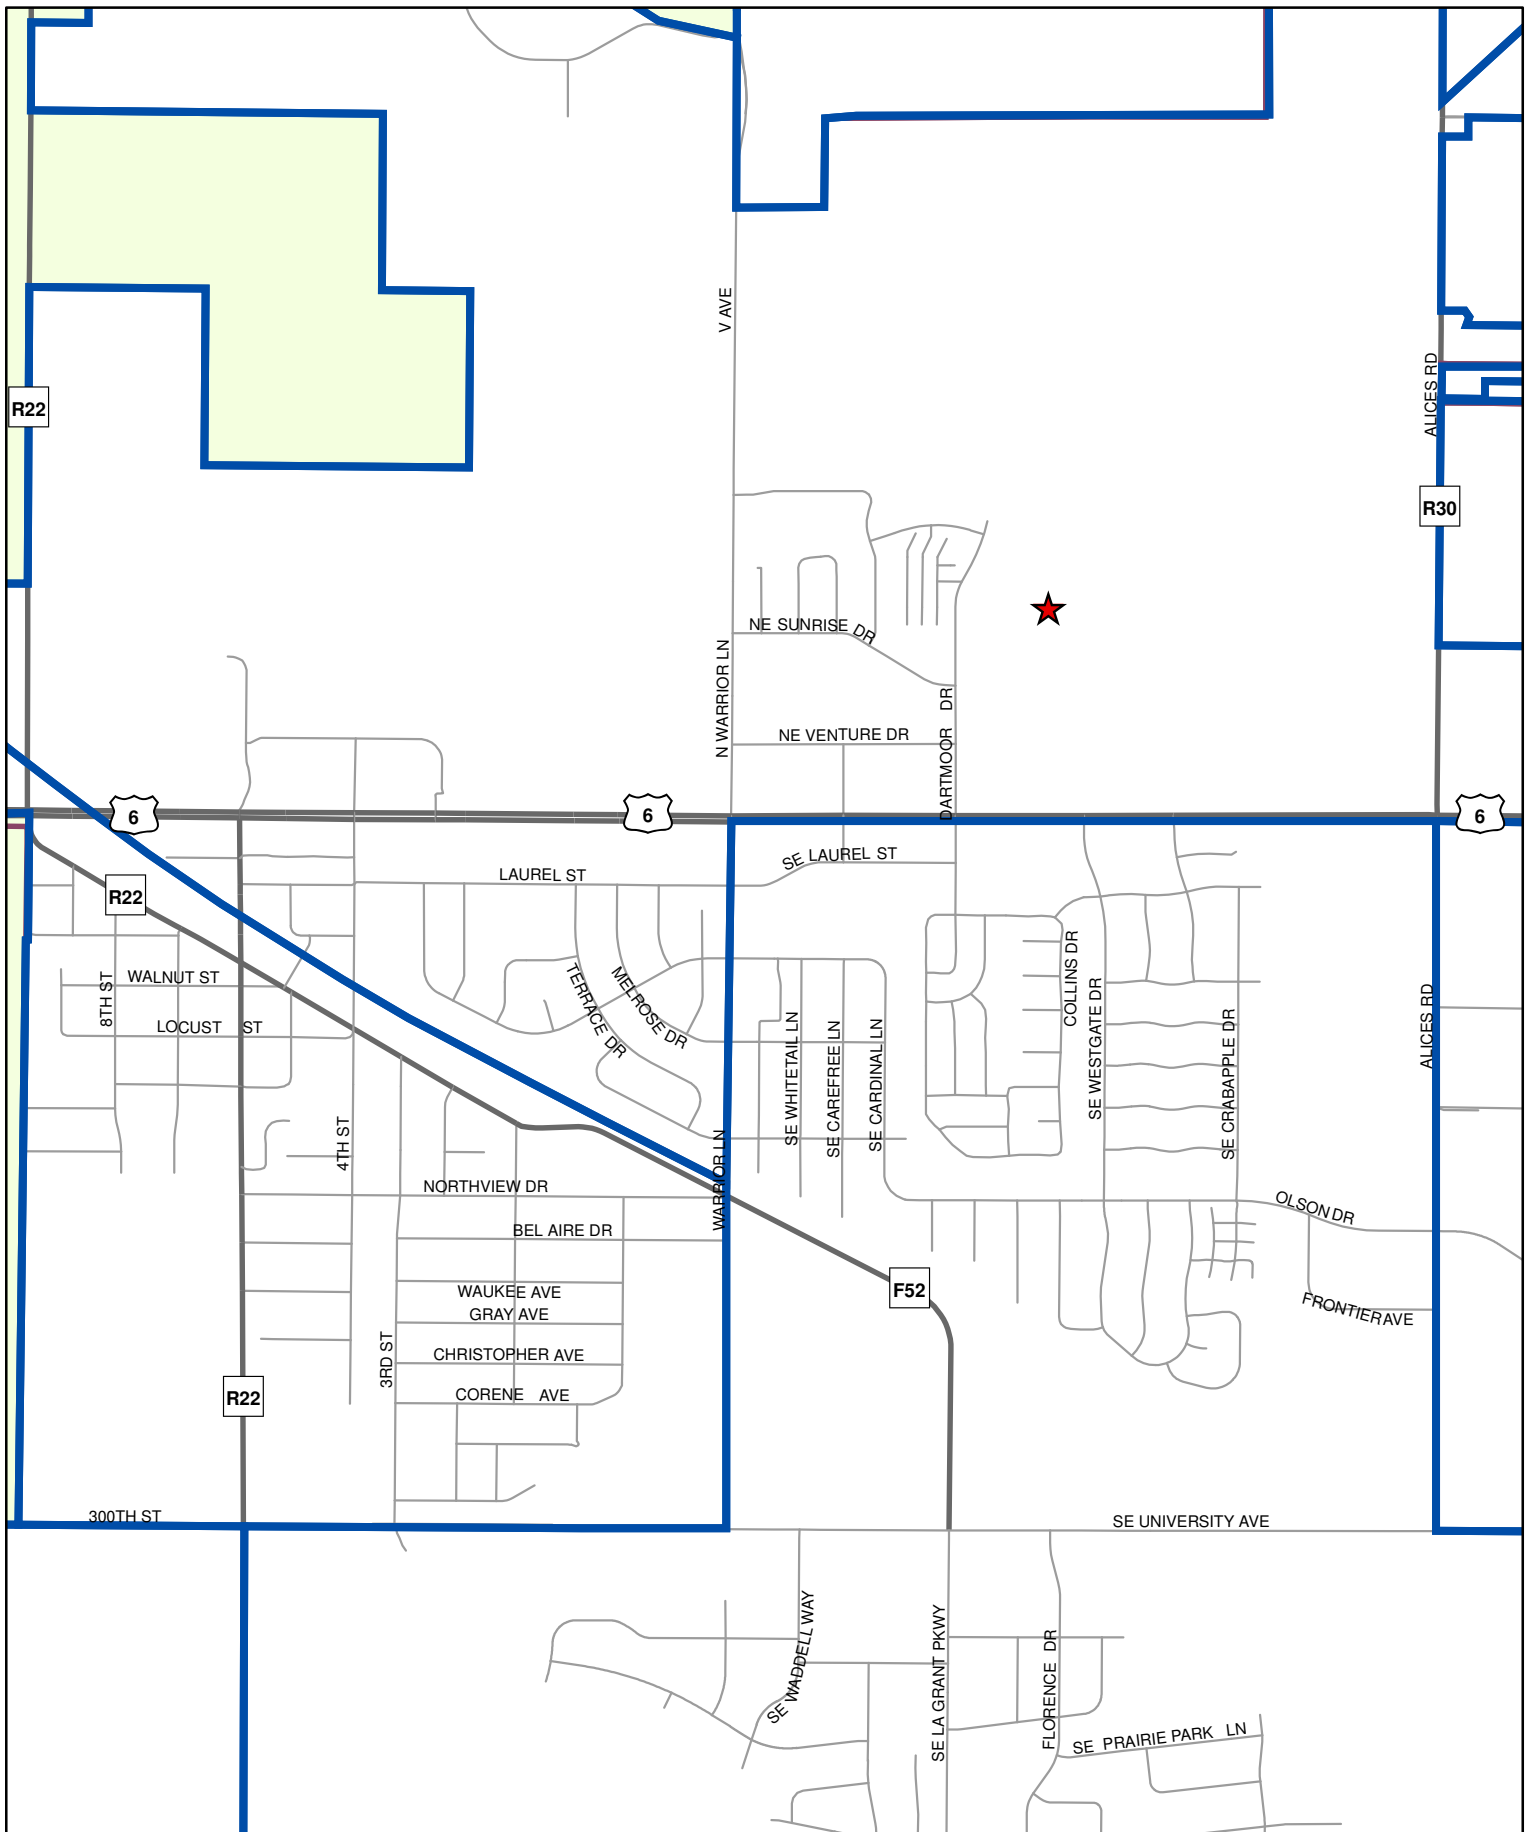 V AVE
ALICES RD
R22
R30
NE SUNRISE DR
N WARRIOR LN
DARTMOOR DR
NE VENTURE DR
6
6
6
SE LAUREL ST
LAUREL ST
R22
WALNUT ST
8TH ST
LOCUST ST
TERRACE DR
MELROSE DR
SE WHITETAIL LN
SE CAREFREE LN
SE CARDINAL LN
COLLINS DR
SE WESTGATE DR
SE CRABAPPLE DR
ALICES RD
4TH ST
WARRIOR LN
NORTHVIEW DR
OLSON DR
BEL AIRE DR
F52
WAUKEE AVE
GRAY AVE
FRONTIER AVE
3RD ST
CHRISTOPHER AVE
R22
CORENE AVE
300TH ST
SE UNIVERSITY AVE
SE WADDELL WAY
SE LA GRANT PKWY
FLORENCE DR
SE PRAIRIE PARK LN